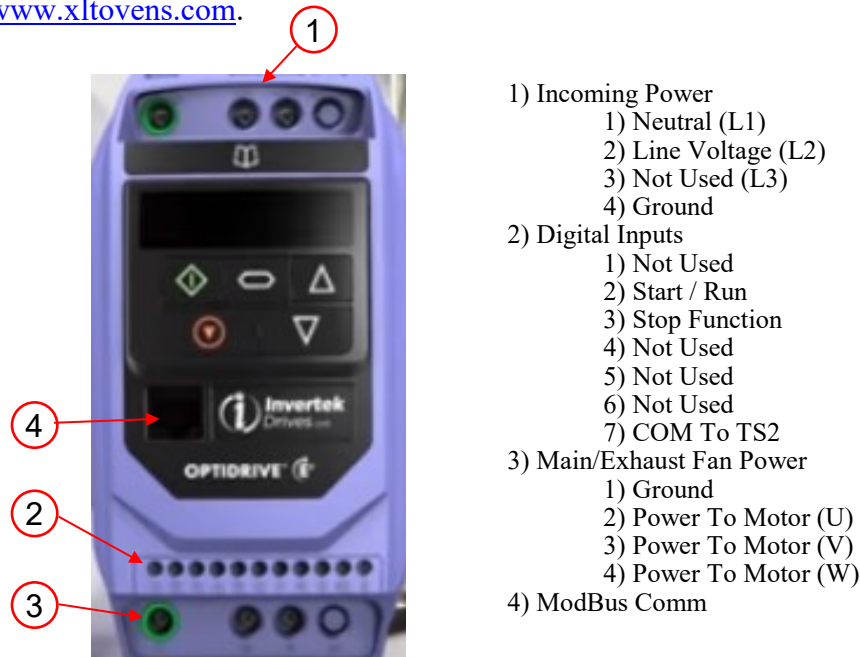 www.xltovens.com.
1
1) Incoming Power
1) Neutral (L1)
2) Line Voltage (L2)
3) Not Used (L3)
4) Ground
2) Digital Inputs
1) Not Used
2) Start / Run
3) Stop Function
4) Not Used
5) Not Used
6) Not Used
7) COM To TS2
3) Main/Exhaust Fan Power
1) Ground
2) Power To Motor (U)
3) Power To Motor (V)
4) Power To Motor (W)
4) ModBus Comm
4
Invertek
Drives.com
OPTIDRIVE E³
2
3